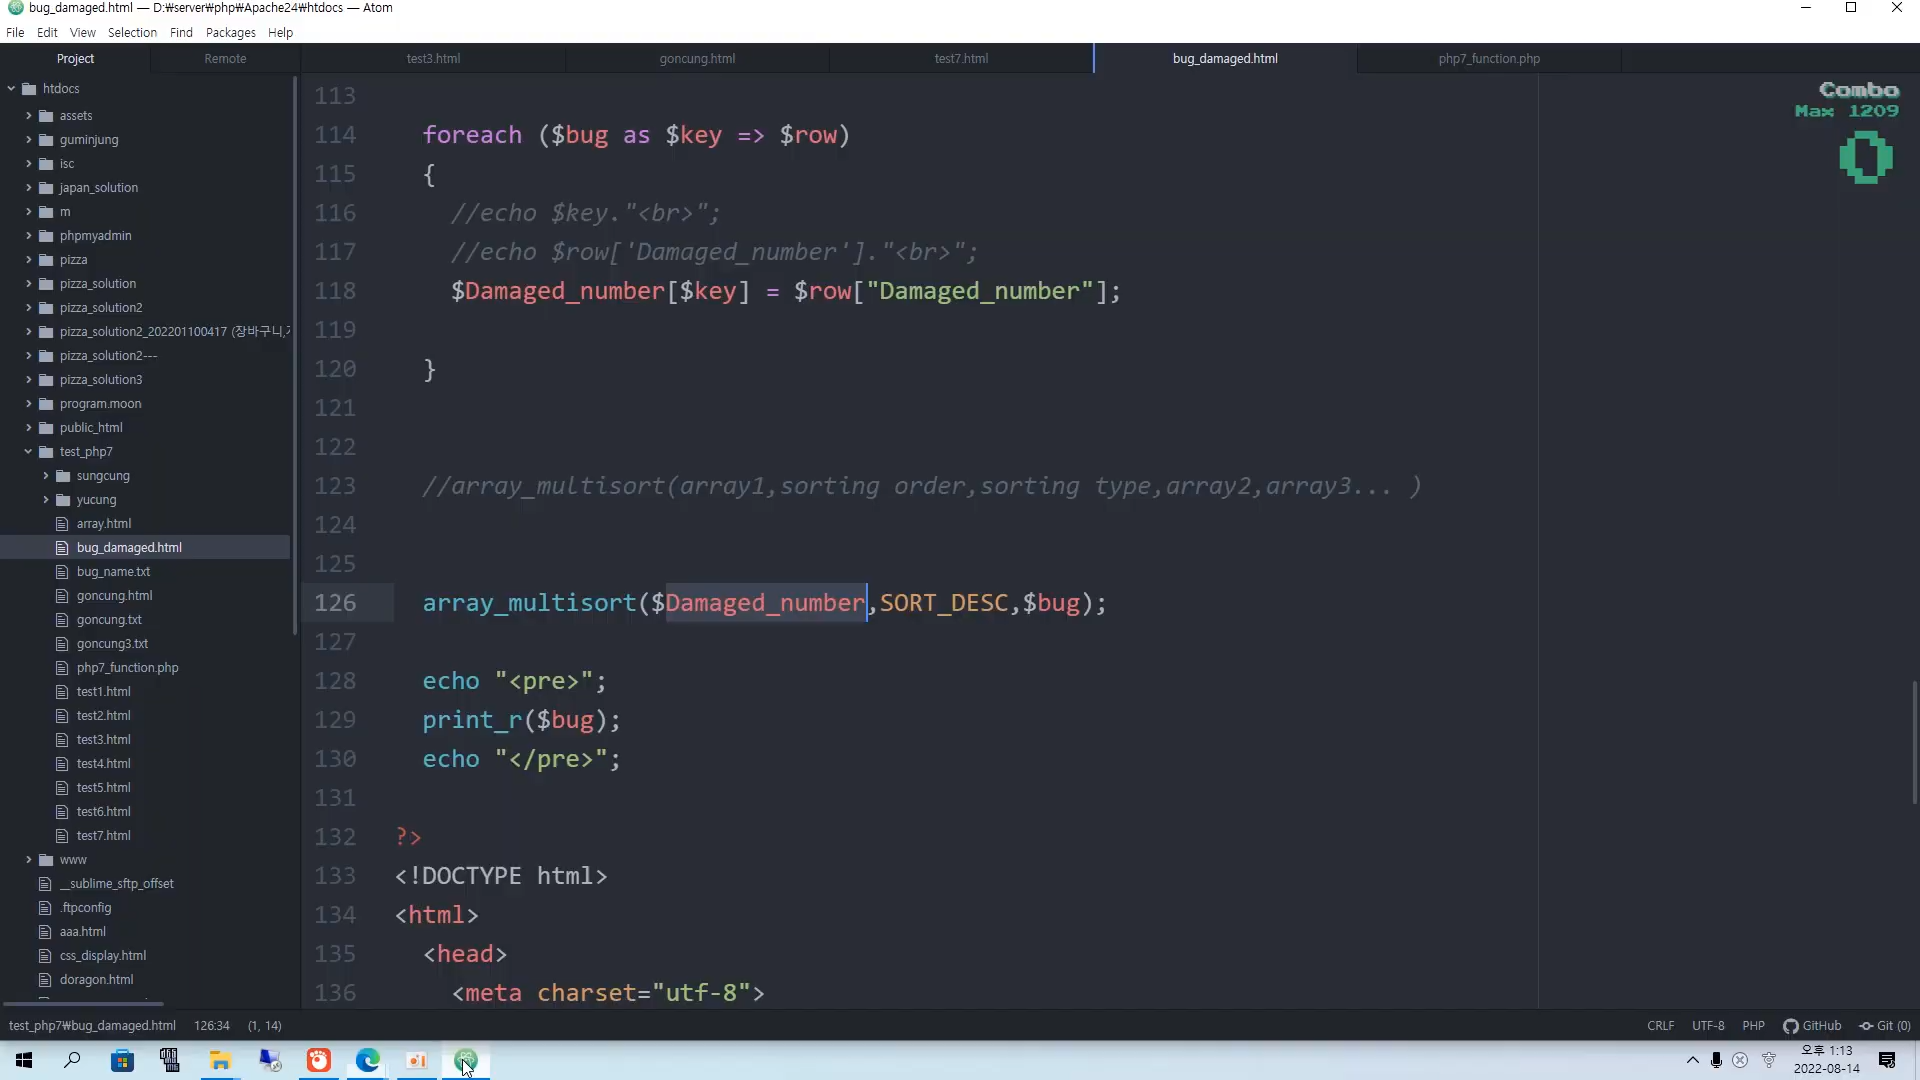 bug_damaged.html — D:₩server₩php₩Apache24₩htdocs — Atom
File Edit View Selection Find Packages Help
Project Remote test3.html goncung.html test7.html bug_damaged.html php7_function.php
Combo
Max 1209
0
htdocs
assets
guminjung
isc
japan_solution
m
phpmyadmin
pizza
pizza_solution
pizza_solution2
pizza_solution2_202201100417 (장바구니,
pizza_solution2---
pizza_solution3
program.moon
public_html
test_php7
sungcung
yucung
array.html
bug_damaged.html
bug_name.txt
goncung.html
goncung.txt
goncung3.txt
php7_function.php
test1.html
test2.html
test3.html
test4.html
test5.html
test6.html
test7.html
www
__sublime_sftp_offset
.ftpconfig
aaa.html
css_display.html
doragon.html
113
114 foreach ($bug as $key => $row)
115 {
116 //echo $key."<br>";
117 //echo $row['Damaged_number']."<br>";
118 $Damaged_number[$key] = $row["Damaged_number"];
119
120 }
121
122
123 //array_multisort(array1,sorting order,sorting type,array2,array3... )
124
125
126 array_multisort($Damaged_number,SORT_DESC,$bug);
127
128 echo "<pre>";
129 print_r($bug);
130 echo "</pre>";
131
132 ?>
133 <!DOCTYPE html>
134 <html>
135 <head>
136 <meta charset="utf-8">
test_php7₩bug_damaged.html 126:34 (1, 14) CRLF UTF-8 PHP GitHub Git (0)
오후 1:13
2022-08-14